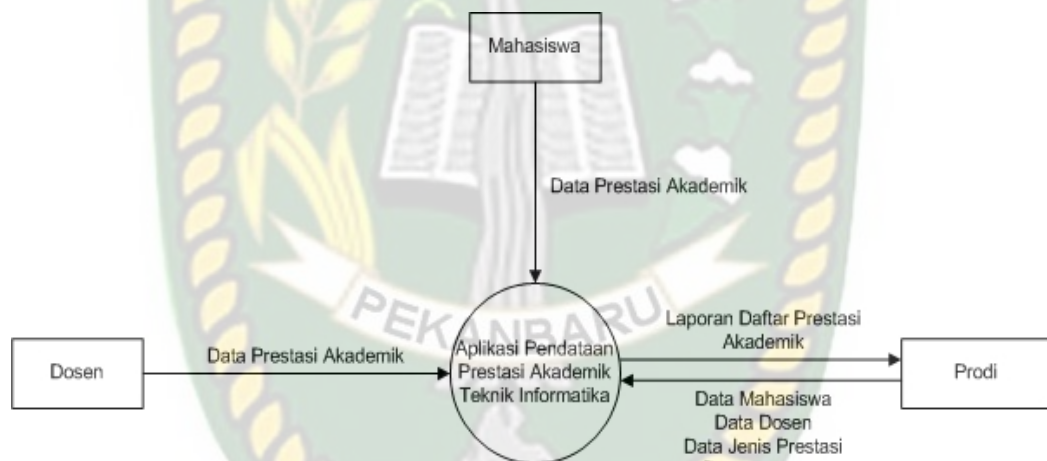 Mahasiswa
Data Prestasi Akademik
PEKANBARU
Laporan Daftar Prestasi
Akademik
Dosen
Data Prestasi Akademik
Aplikasi Pendataan
Prestasi Akademik
Teknik Informatika
Prodi
Data Mahasiswa
Data Dosen
Data Jenis Prestasi